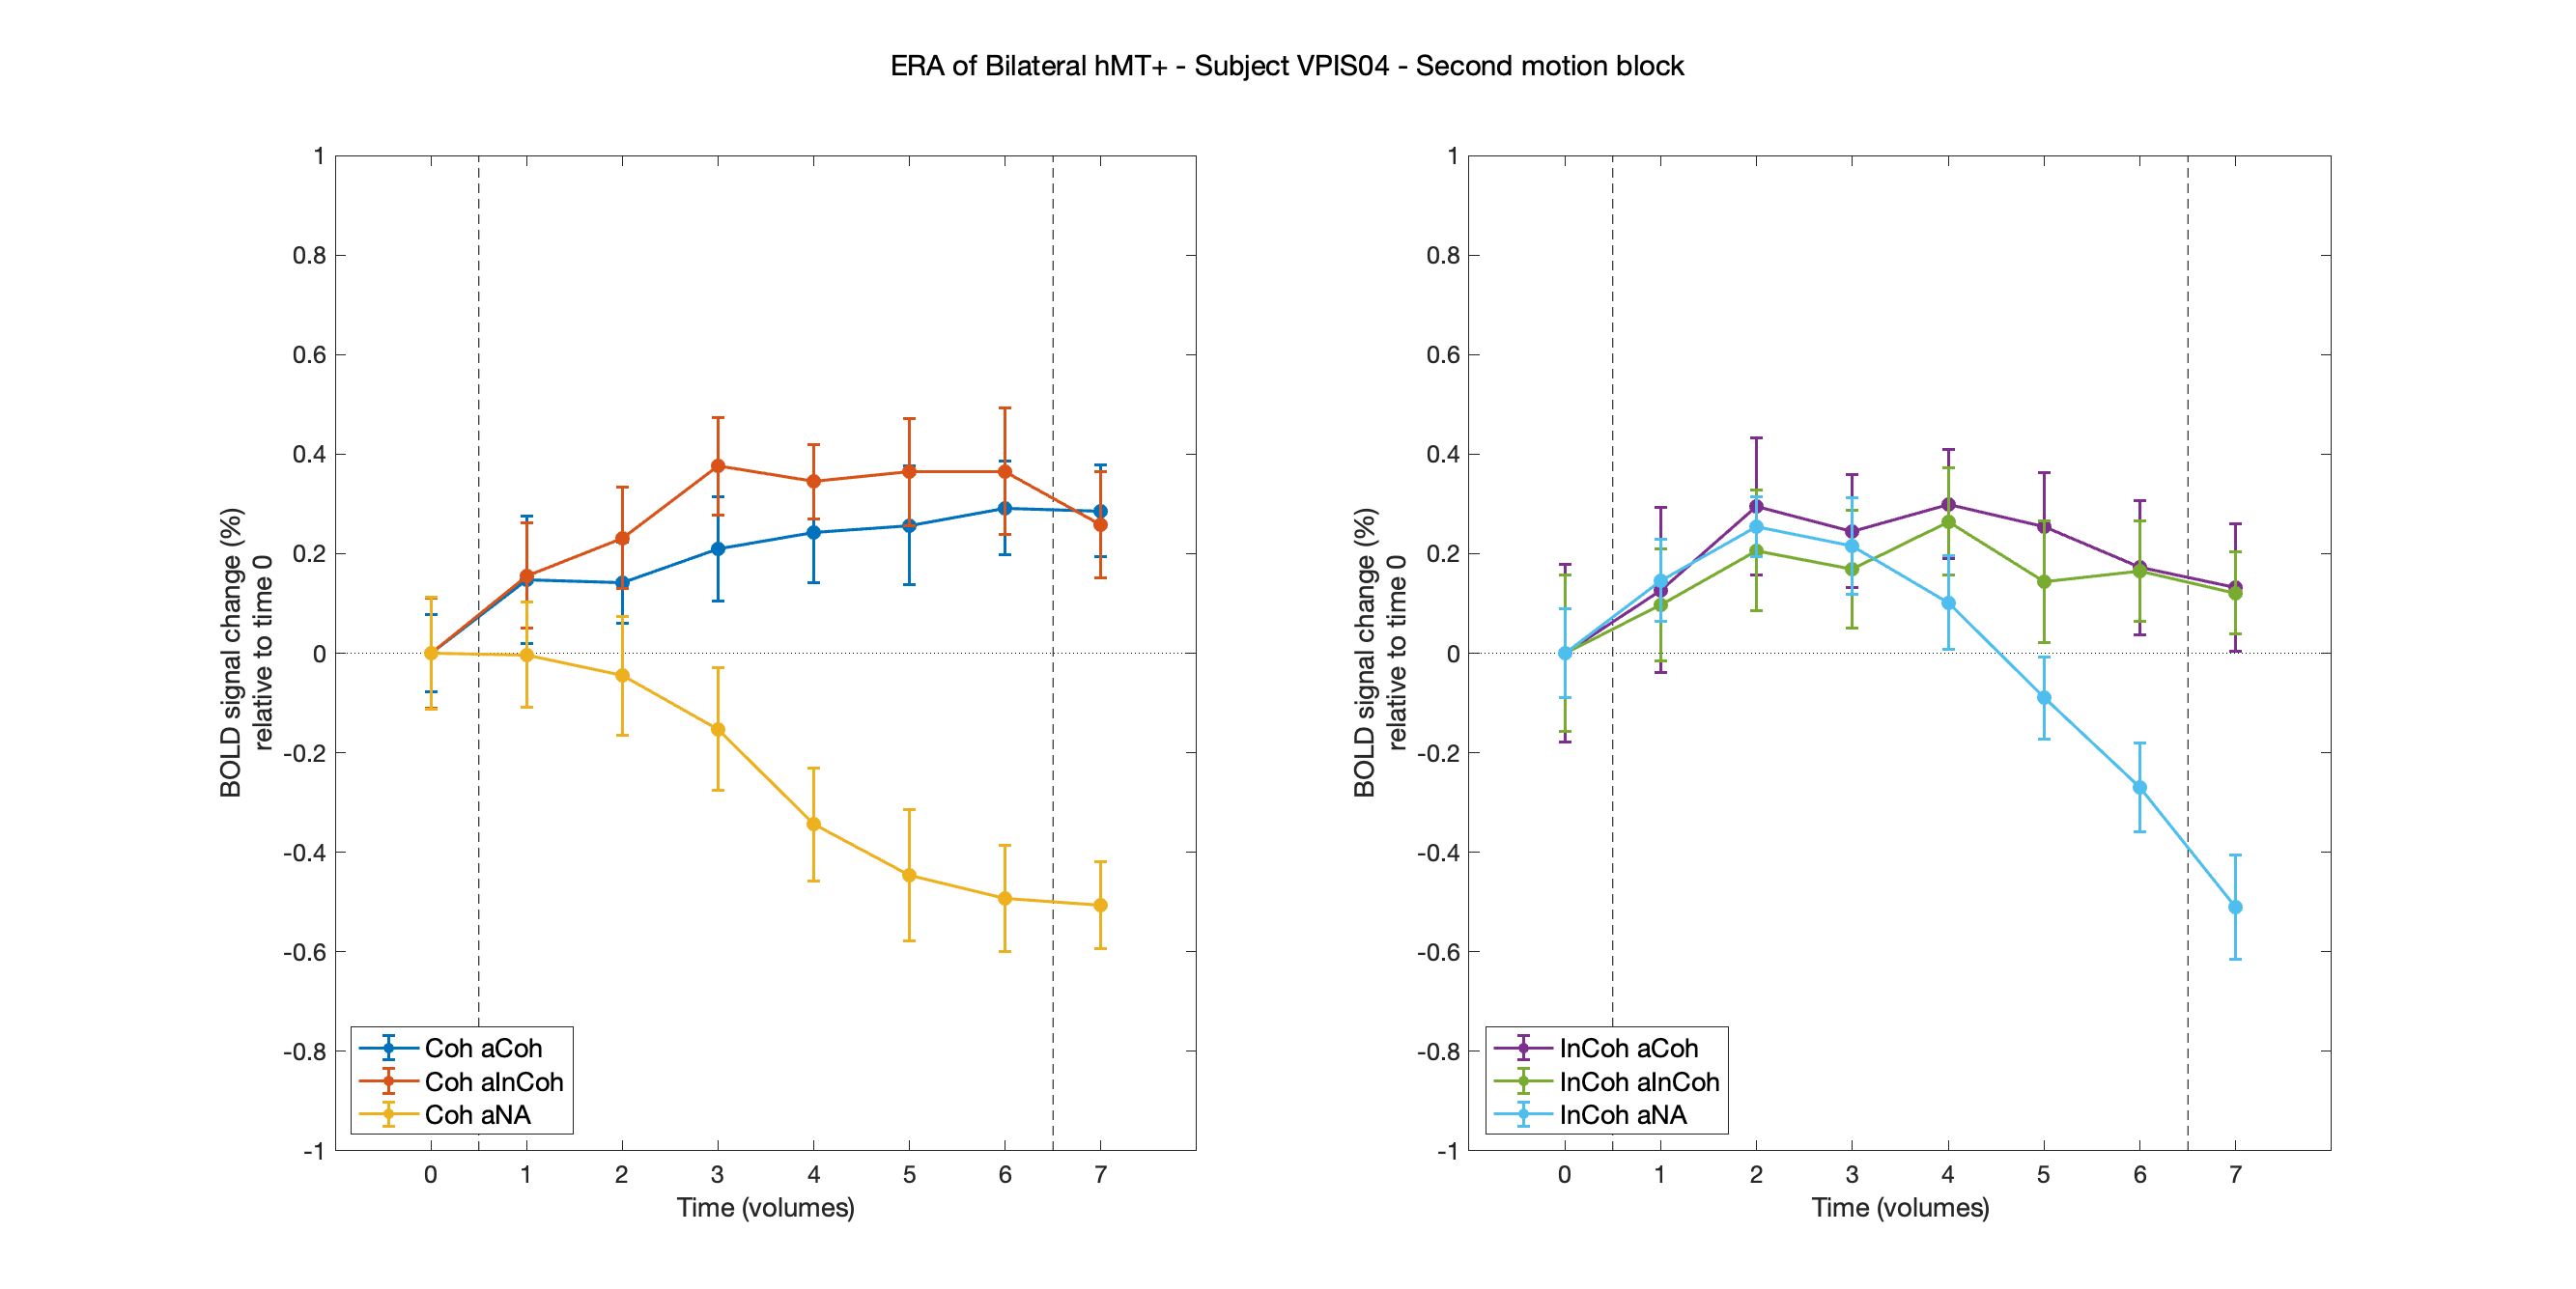 ERA of Bilateral hMT+ - Subject VPIS04 - Second motion block
1
0.8
0.6
0.4
0.2
0
-0.2
-0.4
-0.6
-0.8
-1
BOLD signal change (%)
relative to time 0
Coh aCoh
Coh aInCoh
Coh aNA
0 1 2 3 4 5 6 7
Time (volumes)
1
0.8
0.6
0.4
0.2
0
-0.2
-0.4
-0.6
-0.8
-1
BOLD signal change (%)
relative to time 0
InCoh aCoh
InCoh aInCoh
InCoh aNA
0 1 2 3 4 5 6 7
Time (volumes)